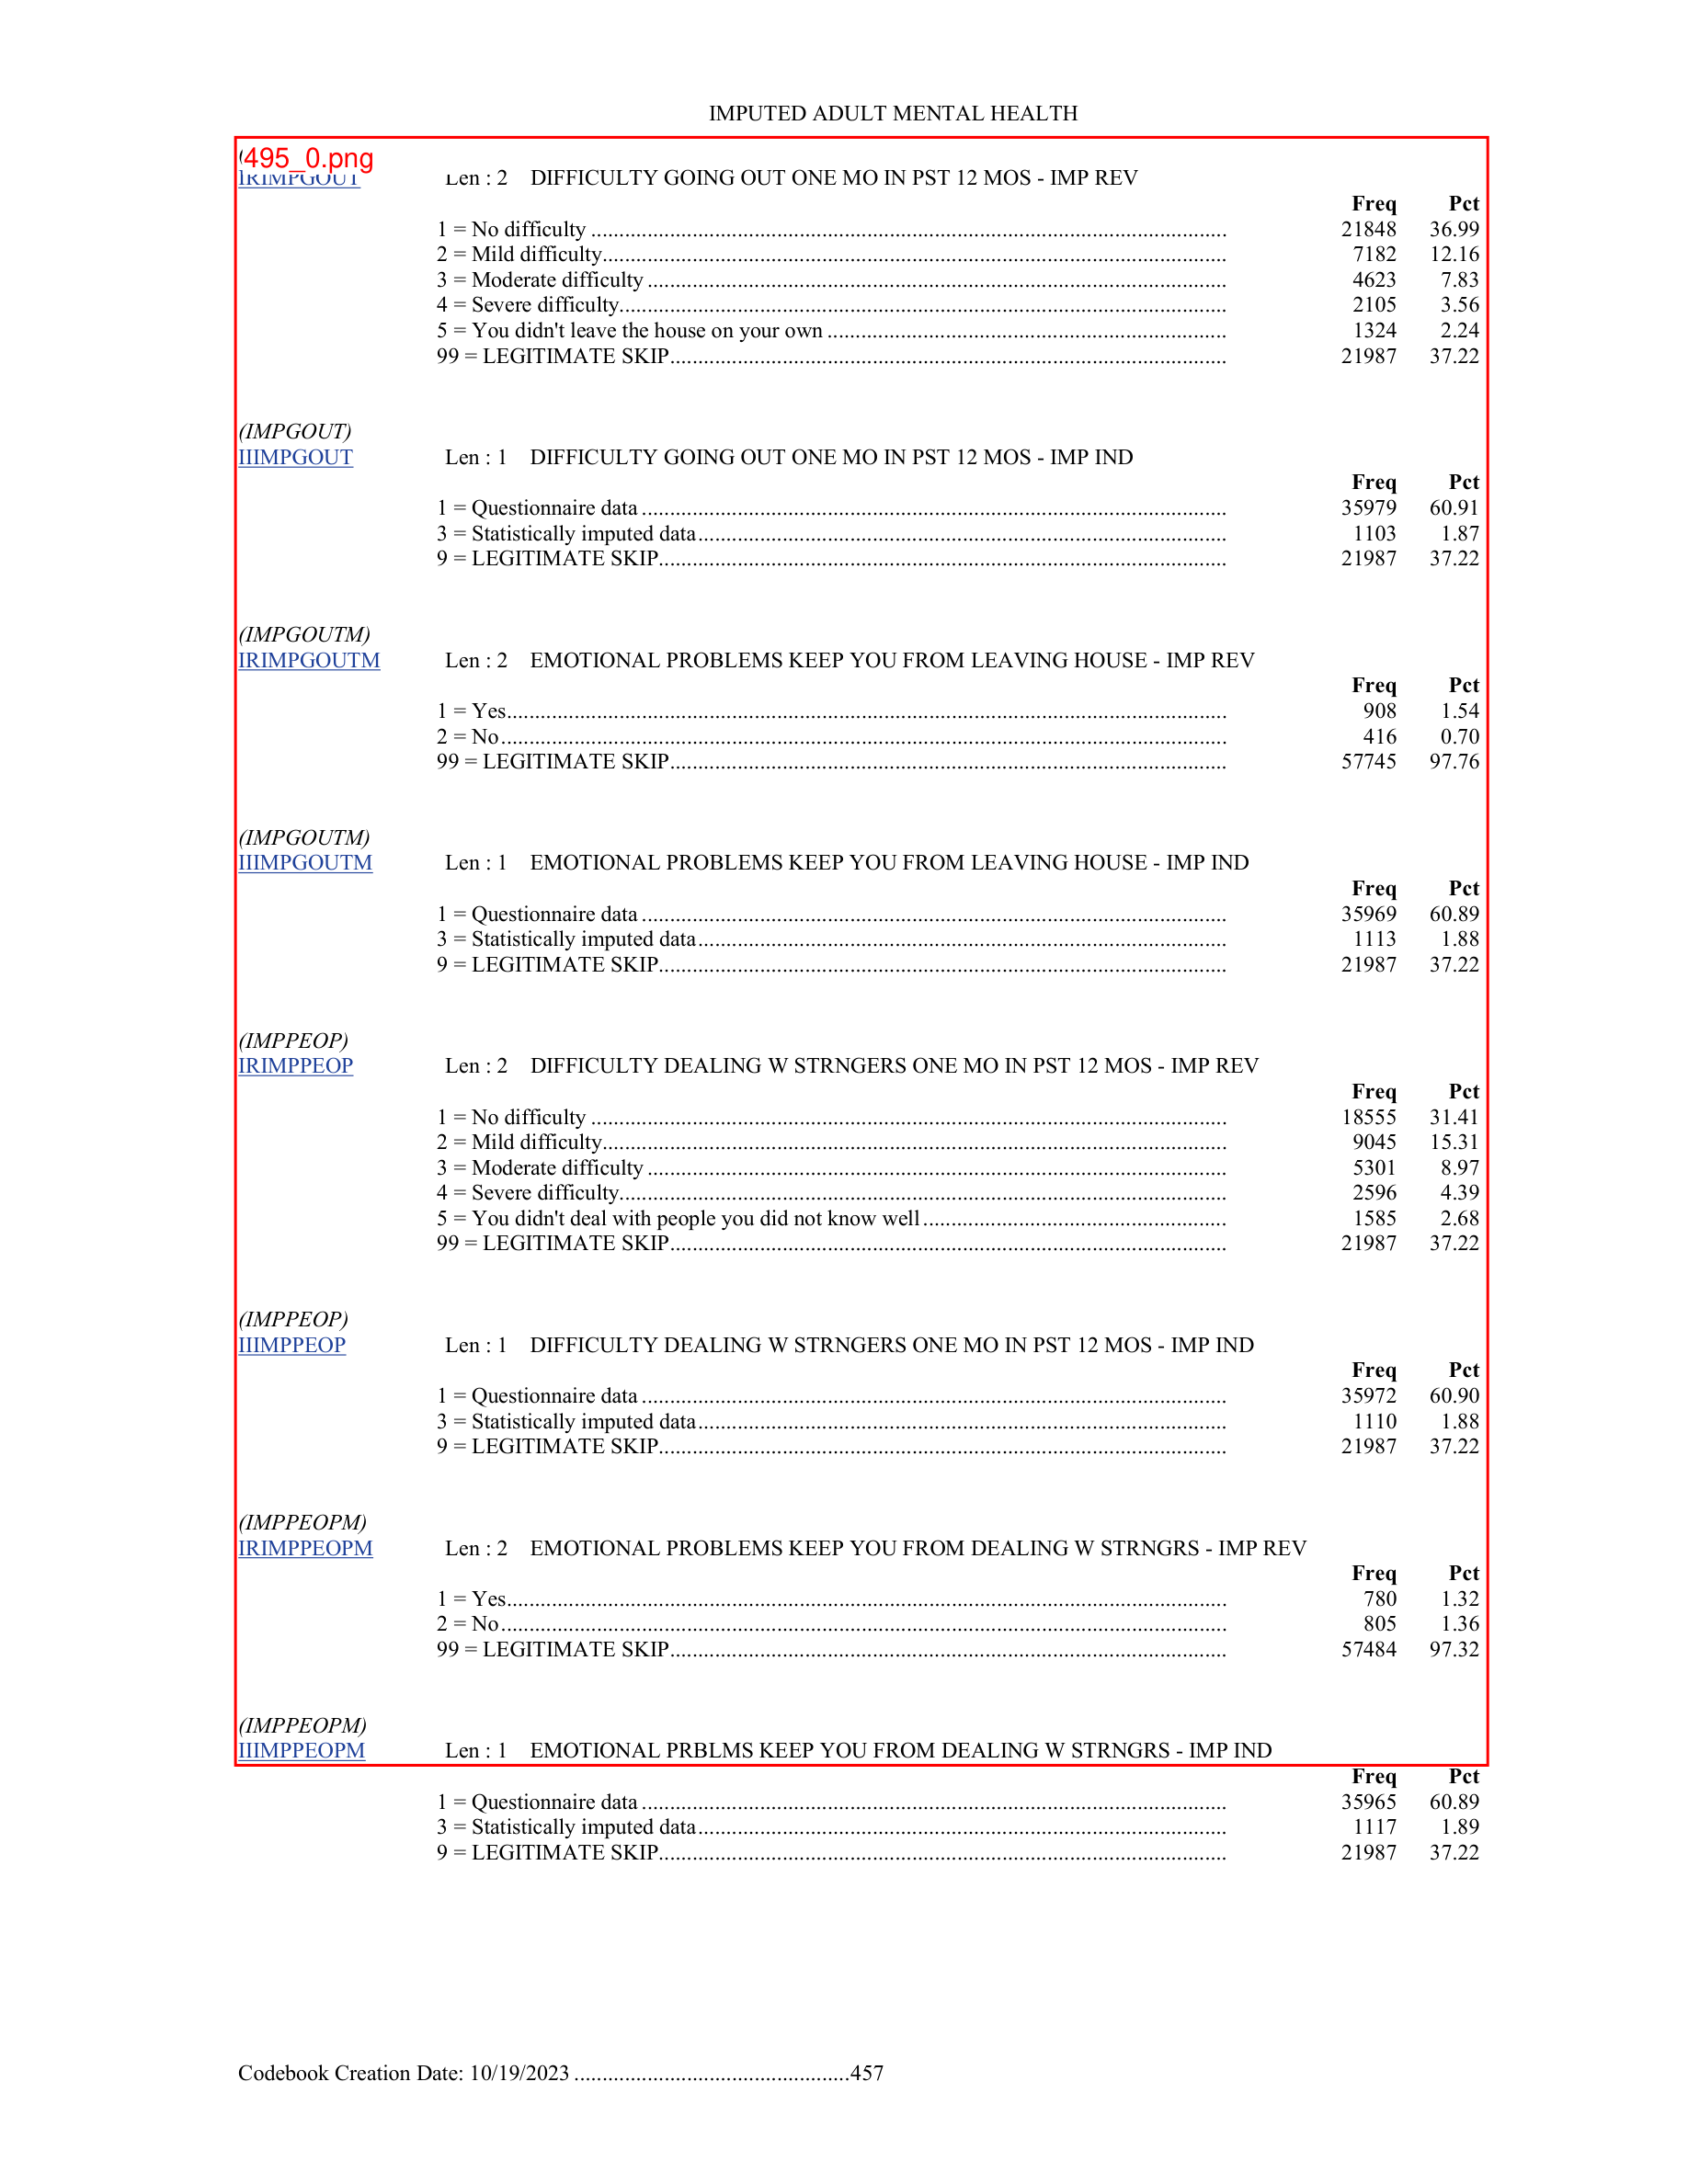 IMPUTED ADULT MENTAL HEALTH
495_0.png
IRIMPGOUT Len : 2 DIFFICULTY GOING OUT ONE MO IN PST 12 MOS - IMP REV
Freq Pct
1 = No difficulty 21848 36.99
2 = Mild difficulty 7182 12.16
3 = Moderate difficulty 4623 7.83
4 = Severe difficulty 2105 3.56
5 = You didn't leave the house on your own 1324 2.24
99 = LEGITIMATE SKIP 21987 37.22
(IMPGOUT)
IIIMPGOUT Len : 1 DIFFICULTY GOING OUT ONE MO IN PST 12 MOS - IMP IND
Freq Pct
1 = Questionnaire data 35979 60.91
3 = Statistically imputed data 1103 1.87
9 = LEGITIMATE SKIP 21987 37.22
(IMPGOUTM)
IRIMPGOUTM Len : 2 EMOTIONAL PROBLEMS KEEP YOU FROM LEAVING HOUSE - IMP REV
Freq Pct
1 = Yes 908 1.54
2 = No 416 0.70
99 = LEGITIMATE SKIP 57745 97.76
(IMPGOUTM)
IIIMPGOUTM Len : 1 EMOTIONAL PROBLEMS KEEP YOU FROM LEAVING HOUSE - IMP IND
Freq Pct
1 = Questionnaire data 35969 60.89
3 = Statistically imputed data 1113 1.88
9 = LEGITIMATE SKIP 21987 37.22
(IMPPEOP)
IRIMPPEOP Len : 2 DIFFICULTY DEALING W STRNGERS ONE MO IN PST 12 MOS - IMP REV
Freq Pct
1 = No difficulty 18555 31.41
2 = Mild difficulty 9045 15.31
3 = Moderate difficulty 5301 8.97
4 = Severe difficulty 2596 4.39
5 = You didn't deal with people you did not know well 1585 2.68
99 = LEGITIMATE SKIP 21987 37.22
(IMPPEOP)
IIIMPPEOP Len : 1 DIFFICULTY DEALING W STRNGERS ONE MO IN PST 12 MOS - IMP IND
Freq Pct
1 = Questionnaire data 35972 60.90
3 = Statistically imputed data 1110 1.88
9 = LEGITIMATE SKIP 21987 37.22
(IMPPEOPM)
IRIMPPEOPM Len : 2 EMOTIONAL PROBLEMS KEEP YOU FROM DEALING W STRNGRS - IMP REV
Freq Pct
1 = Yes 780 1.32
2 = No 805 1.36
99 = LEGITIMATE SKIP 57484 97.32
(IMPPEOPM)
IIIMPPEOPM Len : 1 EMOTIONAL PRBLMS KEEP YOU FROM DEALING W STRNGRS - IMP IND
Freq Pct
1 = Questionnaire data 35965 60.89
3 = Statistically imputed data 1117 1.89
9 = LEGITIMATE SKIP 21987 37.22
Codebook Creation Date: 10/19/2023 457